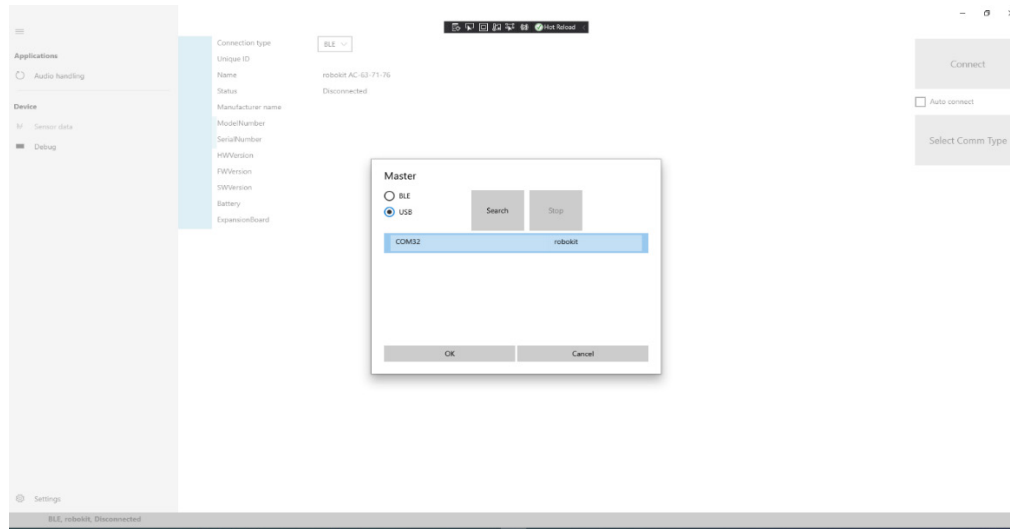 Hot Reload
Applications
Audio handling
Device
Sensor data
Debug
Settings
Connection type BLE
Unique ID
Name robokit AC-63-71-76
Status Disconnected
Manufacturer name
ModelNumber
SerialNumber
HWVersion
FWVersion
SWVersion
Battery
ExpansionBoard
Connect
Auto connect
Select Comm Type
Master
BLE
USB
Search Stop
COM32 robokit
OK Cancel
BLE, robokit, Disconnected